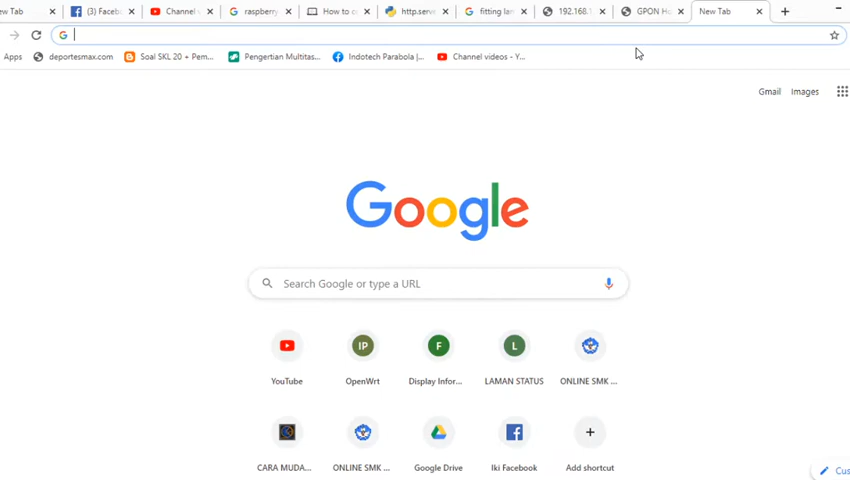 ew Tab
(3) Faceb
Channel v
raspberry
How to c
http.serve
fitting la
192.168.1
GPON Ho
New Tab
G
Apps
deportesmax.com
Soal SKL 20 + Pem...
Pengertian Multitas...
Indotech Parabola |...
Channel videos - Y...
Gmail
Images
Google
Search Google or type a URL
IP
F
L
YouTube
OpenWrt
Display Infor...
LAMAN STATUS
ONLINE SMK ...
CARA MUDA...
ONLINE SMK ...
Google Drive
Iki Facebook
Add shortcut
Cus